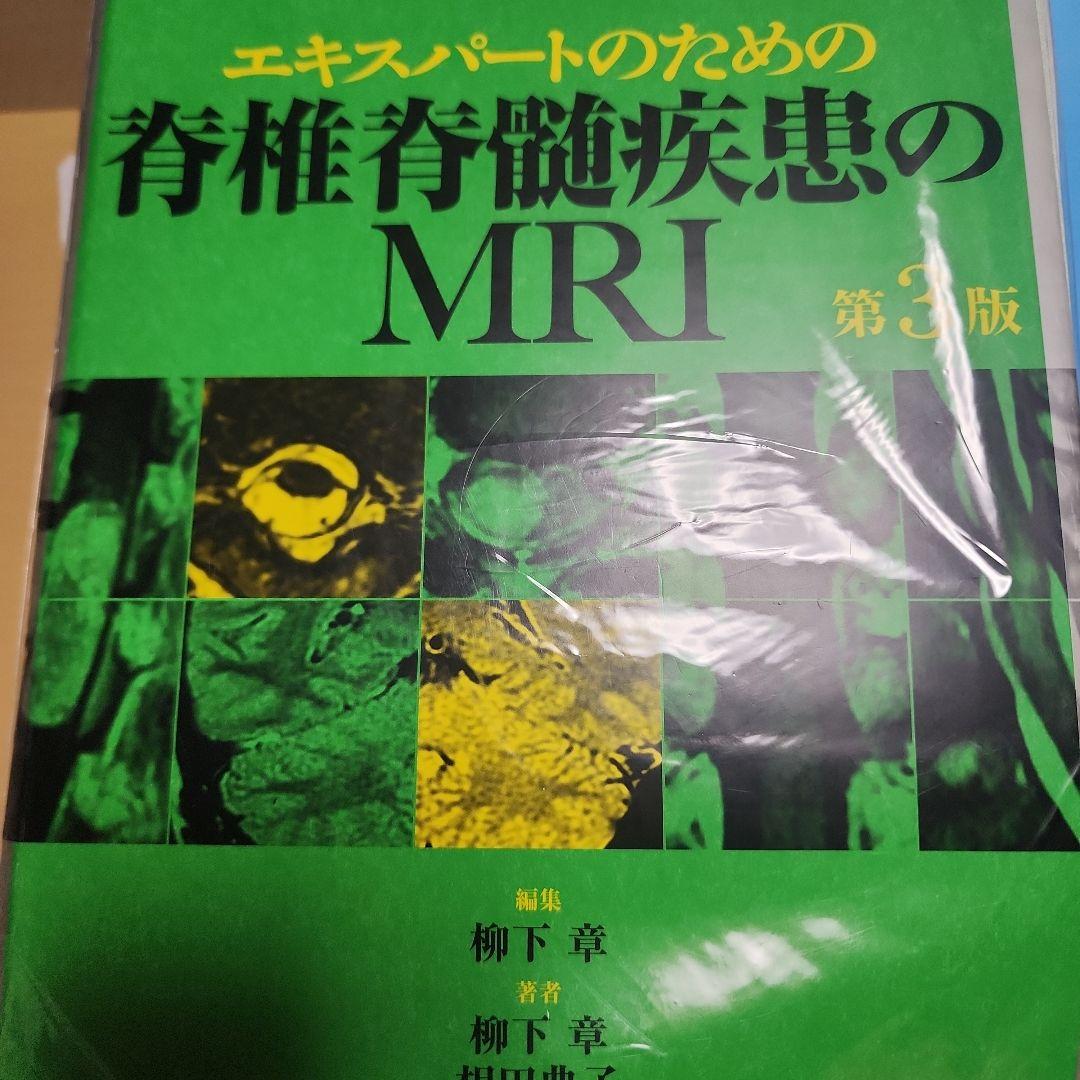 エキスパートのための
脊椎脊髄疾患の
MRI
第3版
編集
柳下 章
著者
柳下 章